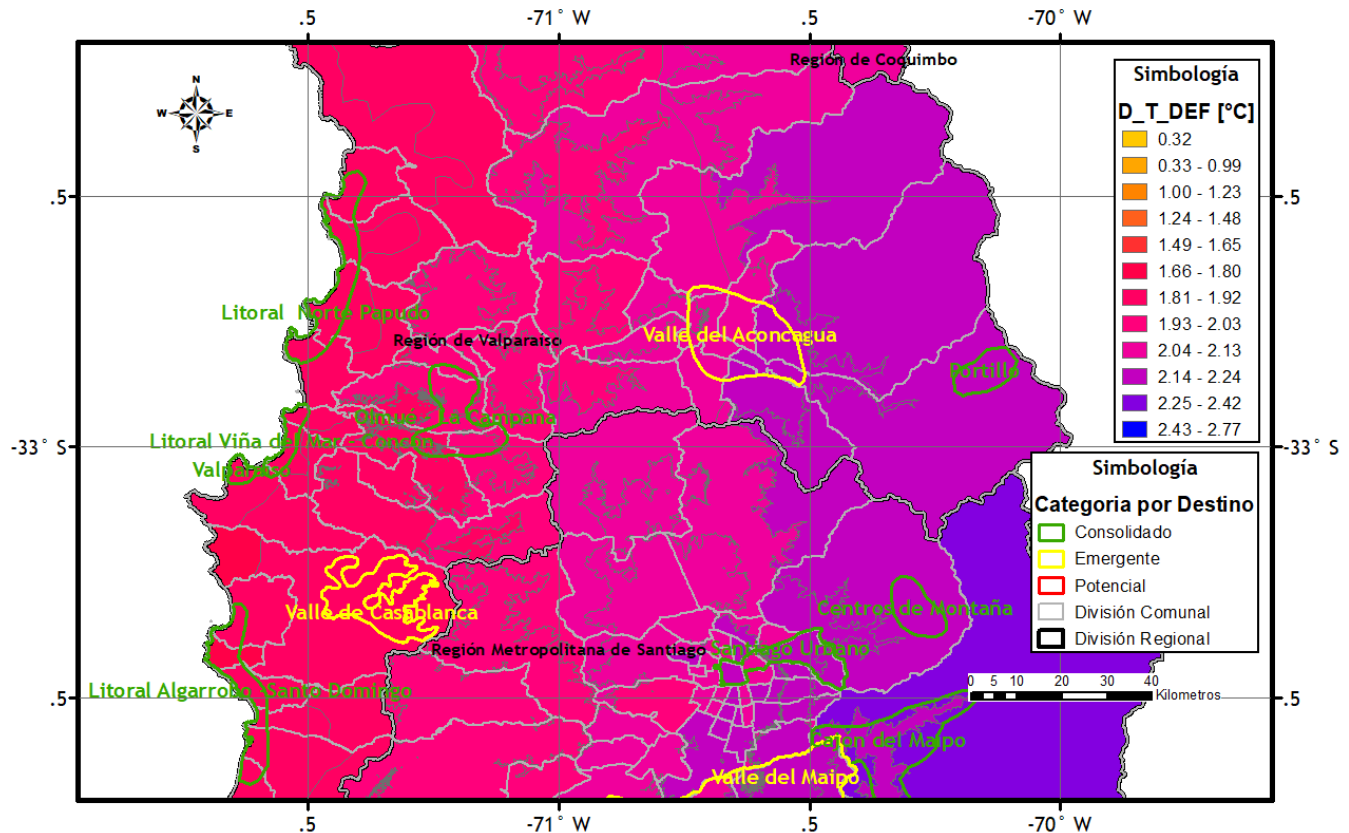 .5
-71° W
.5
-70° W
Región de Coquimbo
Simbología
D_T_DEF [ºC]
0.32
0.33 - 0.99
1.00 - 1.23
1.24 - 1.48
1.49 - 1.65
1.66 - 1.80
1.81 - 1.92
1.93 - 2.03
2.04 - 2.13
2.14 - 2.24
2.25 - 2.42
2.43 - 2.77
N
W
E
S
.5
.5
Litoral Norte Papudo
Región de Valparaiso
Valle del Aconcagua
Portillo
Olmué - La Campana
Litoral Viña del Mar - Concón
Valparaíso
-33° S
-33° S
Simbología
Categoria por Destino
Consolidado
Emergente
Potencial
División Comunal
División Regional
Valle de Casablanca
Centros de Montaña
Región Metropolitana de Santiago
Santiago Urbano
Litoral Algarrobo -Santo Domingo
0 5 10 20 30 40
Kilometros
.5
.5
Cajón del Maipo
Valle del Maipo
.5
-71° W
.5
-70° W